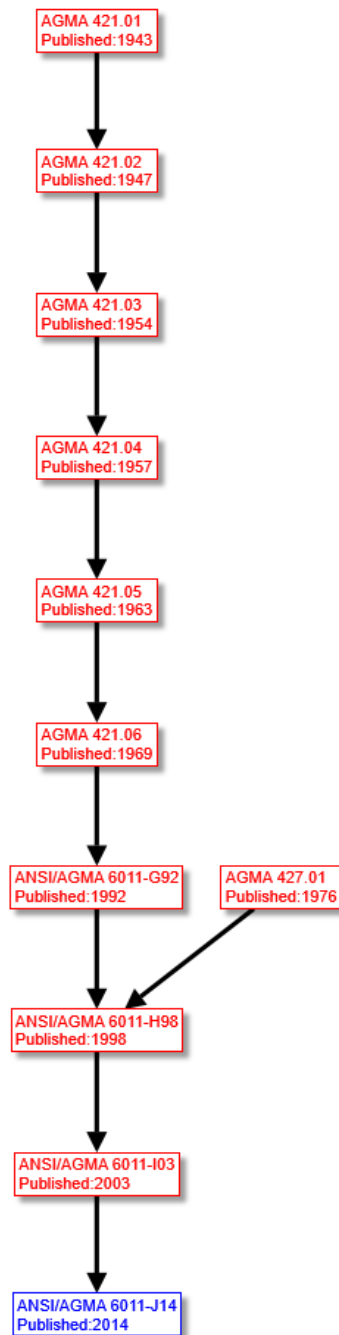 AGMA 421.01
Published:1943
AGMA 421.02
Published:1947
AGMA 421.03
Published:1954
AGMA 421.04
Published:1957
AGMA 421.05
Published:1963
AGMA 421.06
Published:1969
ANSI/AGMA 6011-G92
Published:1992
AGMA 427.01
Published:1976
ANSI/AGMA 6011-H98
Published:1998
ANSI/AGMA 6011-I03
Published:2003
ANSI/AGMA 6011-J14
Published:2014